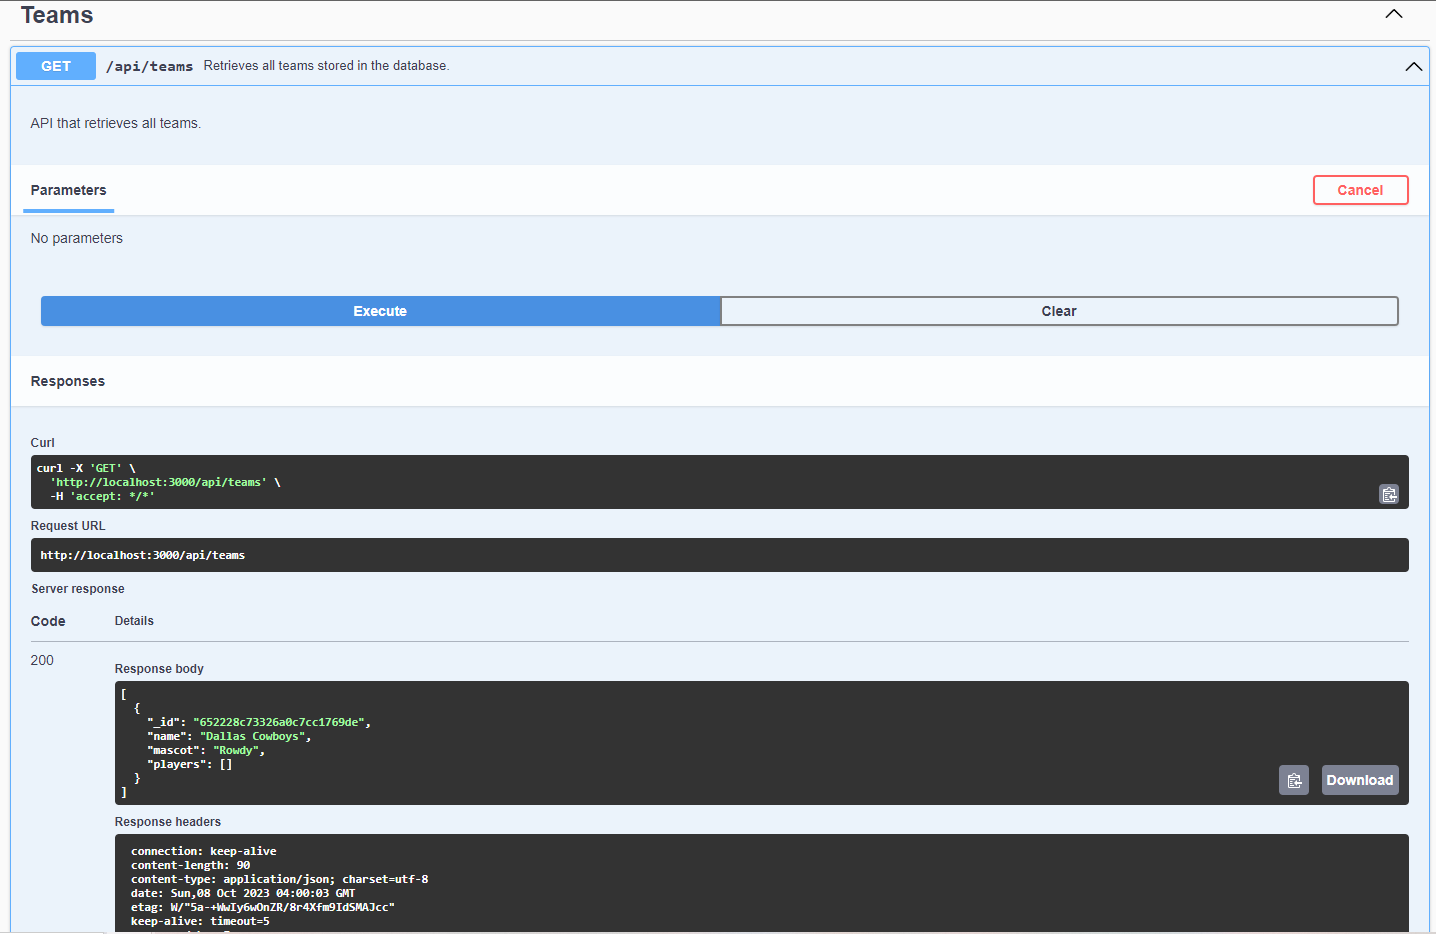 Teams
GET /api/teams Retrieves all teams stored in the database.
API that retrieves all teams.
Parameters Cancel
No parameters
Execute Clear
Responses
Curl
curl -X 'GET' \
'http://localhost:3000/api/teams' \
-H 'accept: */*'
Request URL
http://localhost:3000/api/teams
Server response
Code Details
200
Response body
[
{
"_id": "652228c73326a0c7cc1769de",
"name": "Dallas Cowboys",
"mascot": "Rowdy",
"players": []
}
]
Download
Response headers
connection: keep-alive
content-length: 90
content-type: application/json; charset=utf-8
date: Sun,08 Oct 2023 04:00:03 GMT
etag: W/"5a-+WwIy6wOnZR/8r4Xfm9IdSMAJcc"
keep-alive: timeout=5